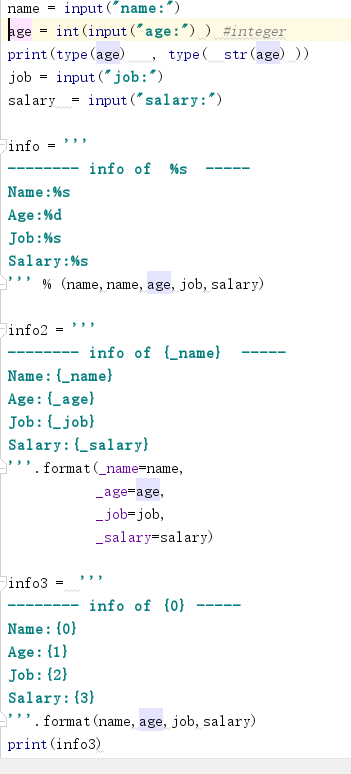 name = input("name:")
age = int(input("age:") ) #integer
print(type(age)   , type(  str(age) ))
job = input("job:")
salary  = input("salary:")
info = '''
-------- info of  %s  -----
Name:%s
Age:%d
Job:%s
Salary:%s
''' % (name,name,age,job,salary)
info2 = '''
-------- info of {_name}  -----
Name:{_name}
Age:{_age}
Job:{_job}
Salary:{_salary}
'''.format(_name=name,
           _age=age,
           _job=job,
           _salary=salary)
info3 =  '''
-------- info of {0} -----
Name:{0}
Age:{1}
Job:{2}
Salary:{3}
'''.format(name,age,job,salary)
print(info3)